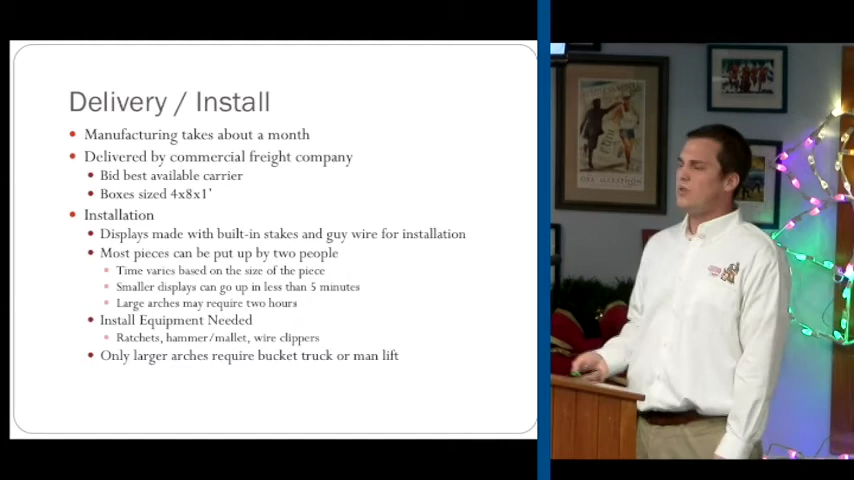 Delivery / Install
• Manufacturing takes about a month
• Delivered by commercial freight company
• Bid best available carrier
• Boxes sized 4x8x1'
• Installation
• Displays made with built-in stakes and guy wire for installation
• Most pieces can be put up by two people
• Time varies based on the size of the piece
• Smaller displays can go up in less than 5 minutes
• Large arches may require two hours
• Install Equipment Needed
• Ratchets, hammer/mallet, wire clippers
• Only larger arches require bucket truck or man lift
MARATHON